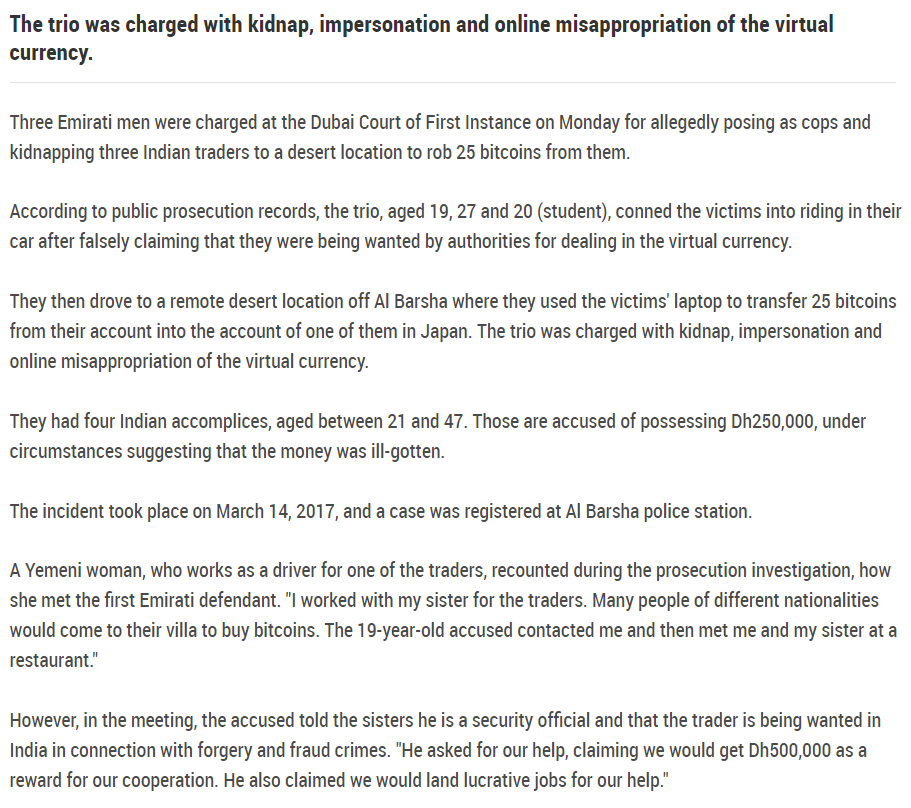 The trio was charged with kidnap, impersonation and online misappropriation of the virtual
currency.
Three Emirati men were charged at the Dubai Court of First Instance on Monday for allegedly posing as cops and
kidnapping three Indian traders to a desert location to rob 25 bitcoins from them.
According to public prosecution records, the trio, aged 19, 27 and 20 (student), conned the victims into riding in their
car after falsely claiming that they were being wanted by authorities for dealing in the virtual currency.
They then drove to a remote desert location off Al Barsha where they used the victims' laptop to transfer 25 bitcoins
from their account into the account of one of them in Japan. The trio was charged with kidnap, impersonation and
online misappropriation of the virtual currency.
They had four Indian accomplices, aged between 21 and 47. Those are accused of possessing Dh250,000, under
circumstances suggesting that the money was ill-gotten.
The incident took place on March 14, 2017, and a case was registered at Al Barsha police station.
A Yemeni woman, who works as a driver for one of the traders, recounted during the prosecution investigation, how
she met the first Emirati defendant. "I worked with my sister for the traders. Many people of different nationalities
would come to their villa to buy bitcoins. The 19-year-old accused contacted me and then met me and my sister at a
restaurant."
However, in the meeting, the accused told the sisters he is a security official and that the trader is being wanted in
India in connection with forgery and fraud crimes. "He asked for our help, claiming we would get Dh500,000 as a
reward for our cooperation. He also claimed we would land lucrative jobs for our help."